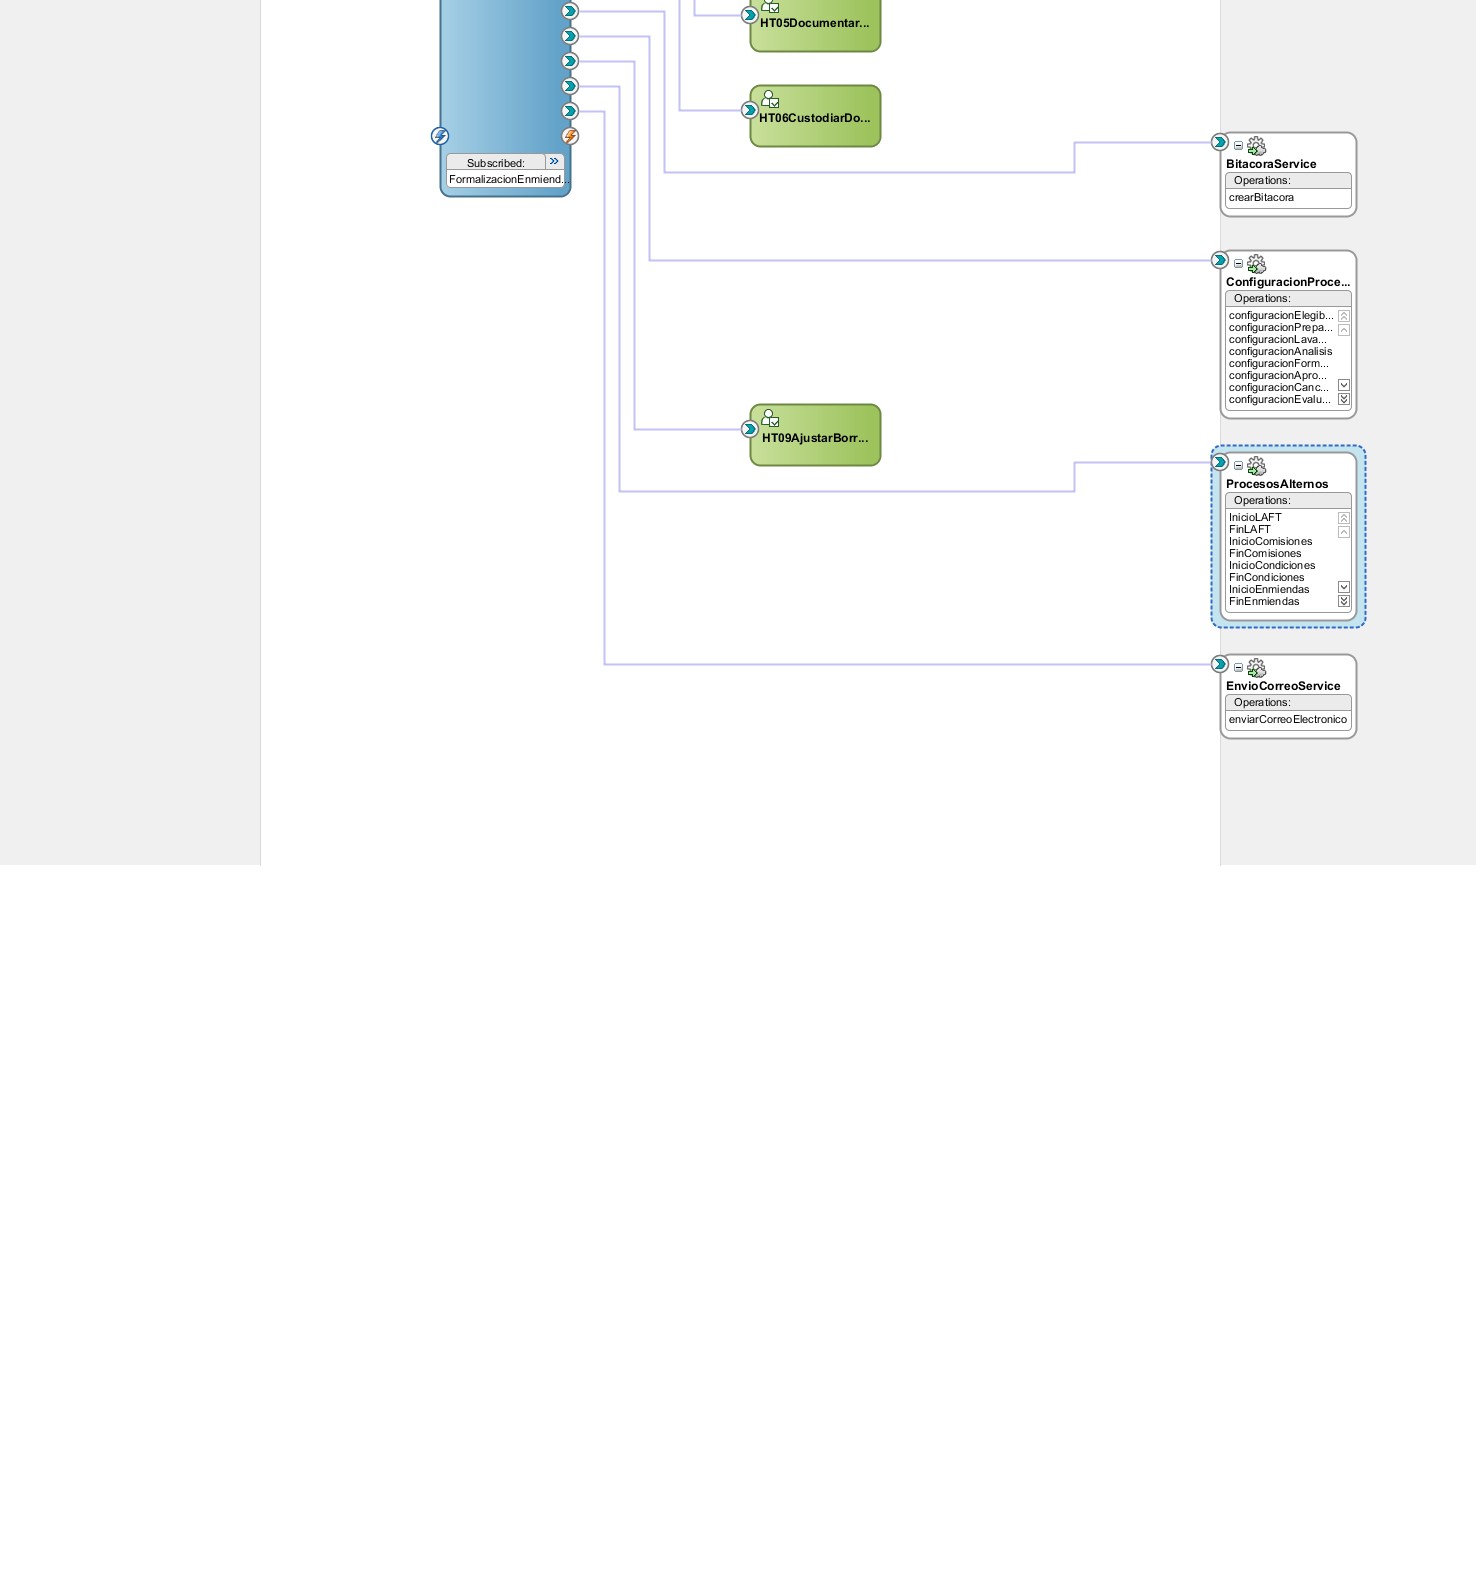 HT05Documentar...
HT06CustodiarDo...
Subscribed:
FormalizacionEnmiend...
BitacoraService
Operations:
crearBitacora
ConfiguracionProce...
Operations:
configuracionElegib...
configuracionPrepa...
configuracionLava...
configuracionAnalisis
configuracionForm...
configuracionApro...
configuracionCanc...
configuracionEvalu...
HT09AjustarBorr...
ProcesosAlternos
Operations:
InicioLAFT
FinLAFT
InicioComisiones
FinComisiones
InicioCondiciones
FinCondiciones
InicioEnmiendas
FinEnmiendas
EnvioCorreoService
Operations:
enviarCorreoElectronico